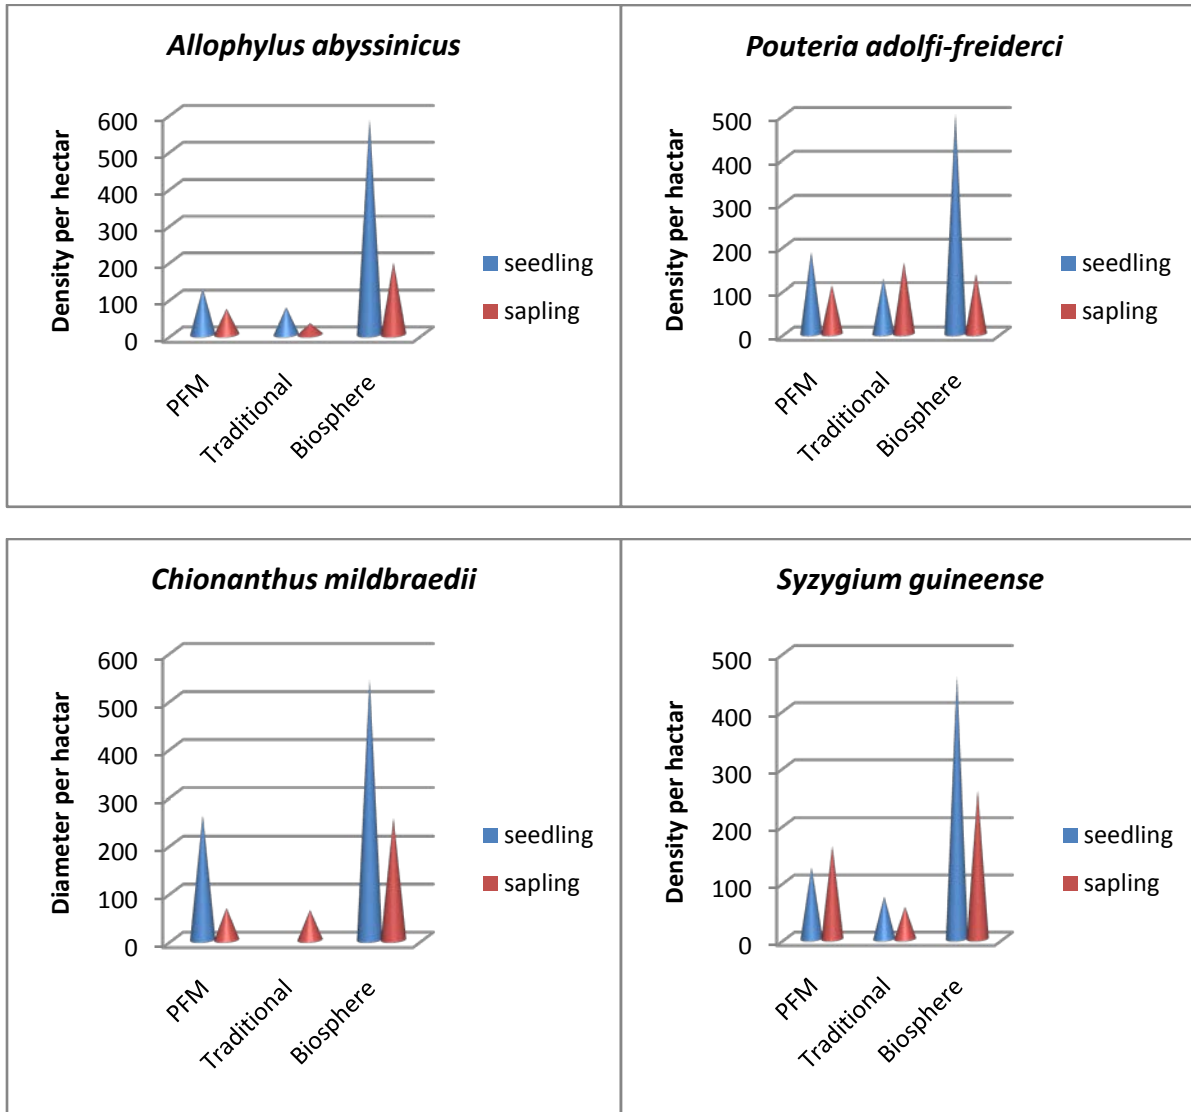 Allophylus abyssinicus
Density per hectar
600
500
400
300
200
100
0
PFM
Traditional
Biosphere
seedling
sapling
Pouteria adolfi-freiderci
Density per hactar
500
400
300
200
100
0
PFM
Traditional
Biosphere
seedling
sapling
Chionanthus mildbraedii
Diameter per hactar
600
500
400
300
200
100
0
PFM
Traditional
Biosphere
seedling
sapling
Syzygium guineense
Density per hactar
500
400
300
200
100
0
PFM
Traditional
Biosphere
seedling
sapling